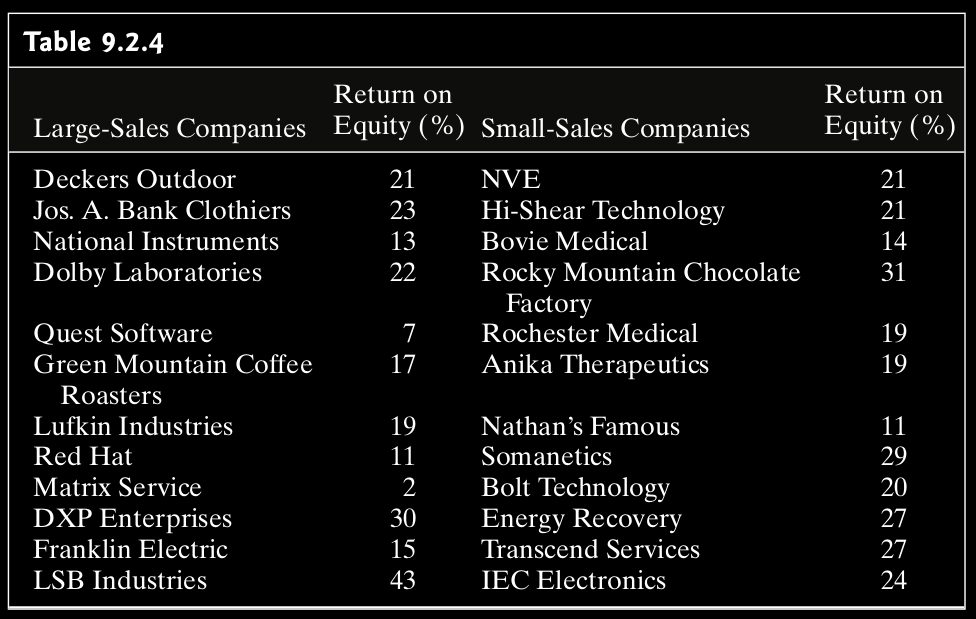 Table 9.2.4
Return on Return on
Large-Sales Companies Equity (%) Small-Sales Companies Equity (%)
Deckers Outdoor 21 NVE 21
Jos. A. Bank Clothiers 23 Hi-Shear Technology 21
National Instruments 13 Bovie Medical 14
Dolby Laboratories 22 Rocky Mountain Chocolate 31
Factory
Quest Software 7 Rochester Medical 19
Green Mountain Coffee 17 Anika Therapeutics 19
Roasters
Lufkin Industries 19 Nathan’s Famous 11
Red Hat 11 Somanetics 29
Matrix Service 2 Bolt Technology 20
DXP Enterprises 30 Energy Recovery 27
Franklin Electric 15 Transcend Services 27
LSB Industries 43 IEC Electronics 24